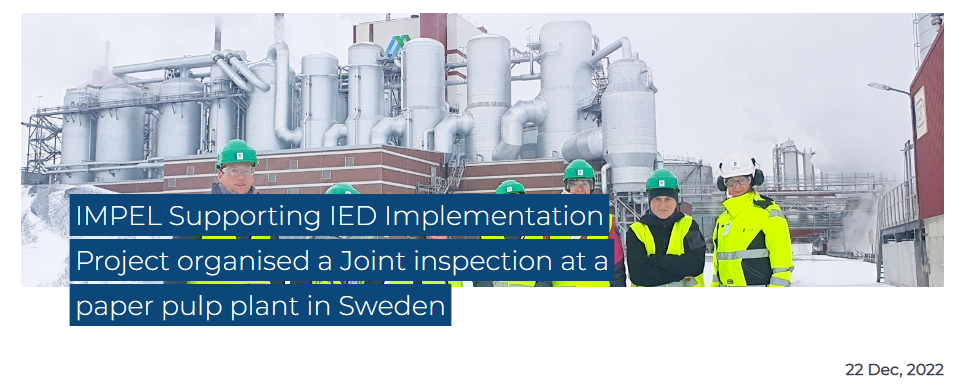 IMPEL Supporting IED Implementation
Project organised a Joint inspection at a
paper pulp plant in Sweden
22 Dec, 2022